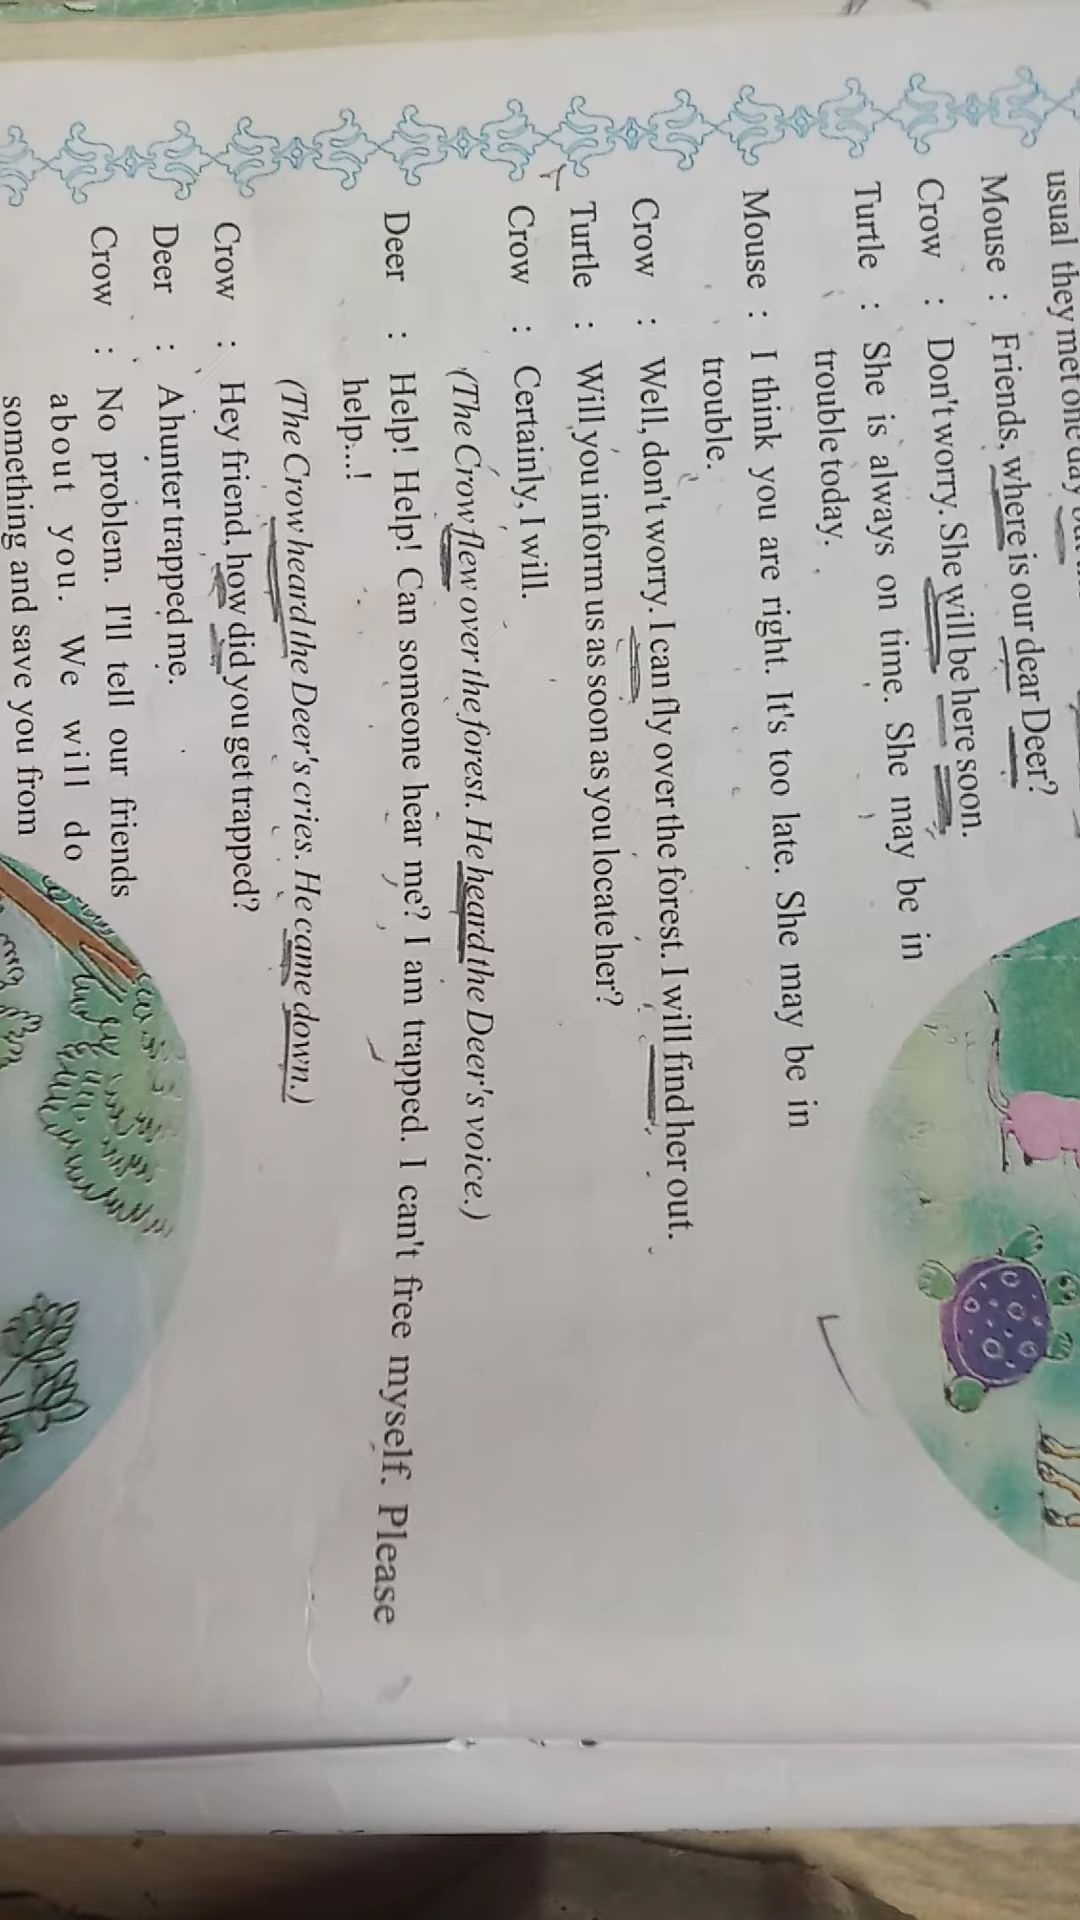 usual they met one day
Mouse : Friends, where is our dear Deer?
Crow : Don't worry. She will be here soon.
Turtle : She is always on time. She may be in
trouble today.
Mouse : I think you are right. It's too late. She may be in
trouble.
Crow : Well, don't worry. I can fly over the forest. I will find her out.
Turtle : Will you inform us as soon as you locate her?
Crow : Certainly, I will.
(The Crow flew over the forest. He heard the Deer's voice.)
Deer : Help! Help! Can someone hear me? I am trapped. I can't free myself. Please
help...!
(The Crow heard the Deer's cries. He came down.)
Crow : Hey friend, how did you get trapped?
Deer : A hunter trapped me.
Crow : No problem. I'll tell our friends
about you. We will do
something and save you from